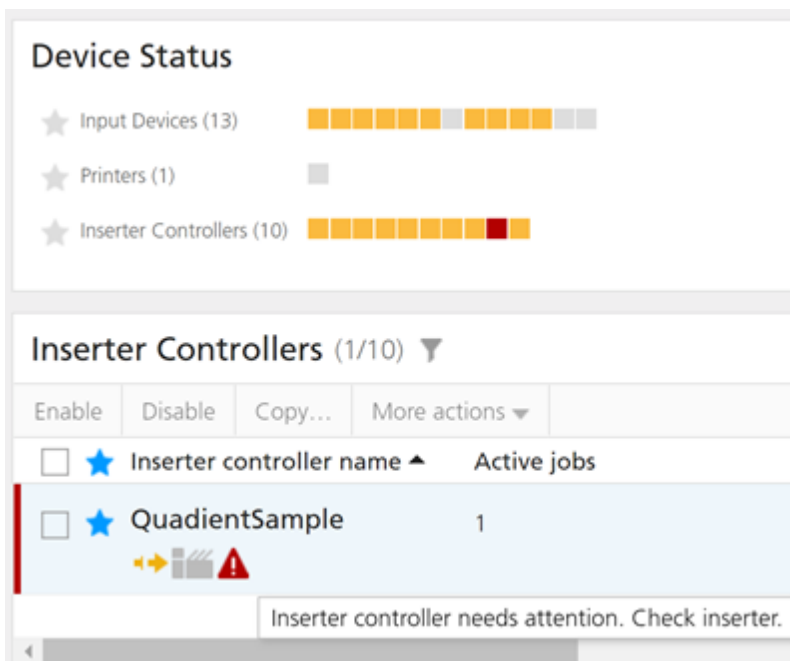 Device Status
Input Devices (13)
Printers (1)
Inserter Controllers (10)
Inserter Controllers (1/10)
Enable Disable Copy... More actions
Inserter controller name Active jobs
QuadientSample 1
Inserter controller needs attention. Check inserter.